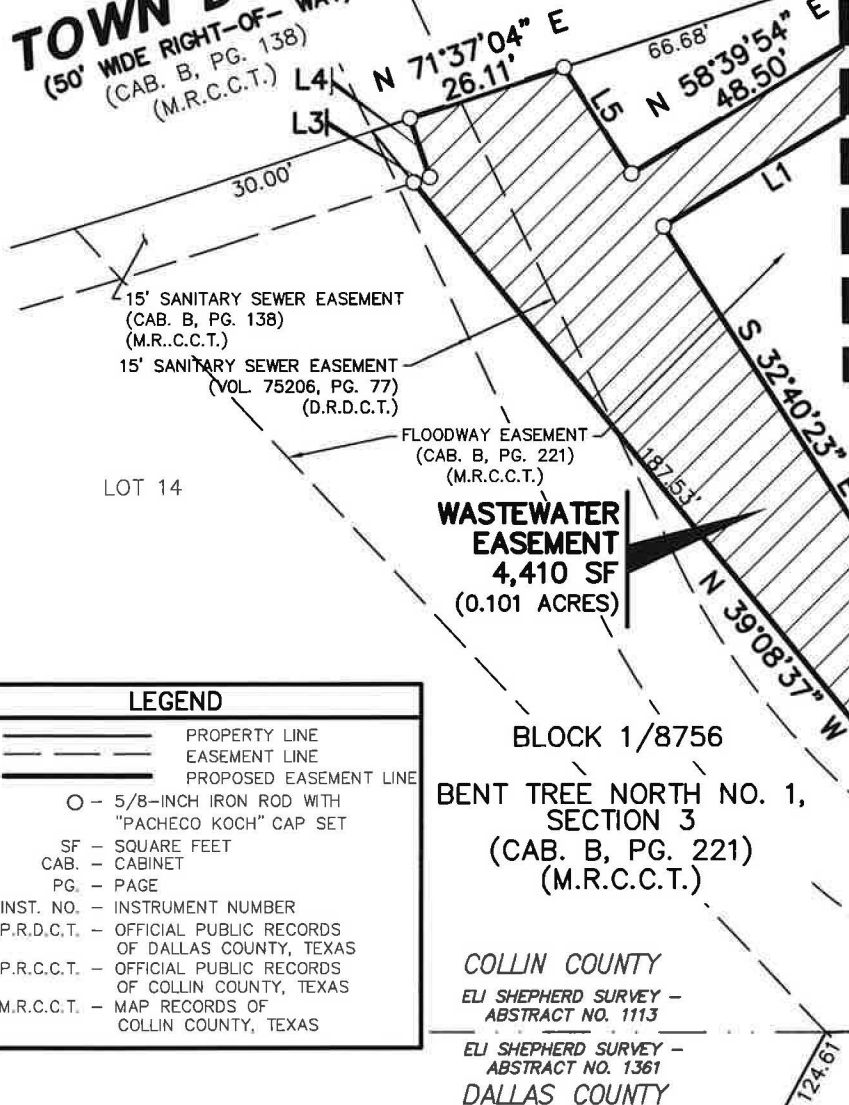 TOWN B
(50' WIDE RIGHT-OF- WAY)
(CAB. B, PG. 138)
(M.R.C.C.T.)
L4
L3
N 71°37'04" E
26.11'
66.68'
L5
N 58°39'54" E
48.50'
L1
30.00'
15' SANITARY SEWER EASEMENT
(CAB. B, PG. 138)
(M.R..C.C.T.)
15' SANITARY SEWER EASEMENT
(VOL. 75206, PG. 77)
(D.R.D.C.T.)
FLOODWAY EASEMENT
(CAB. B, PG. 221)
(M.R.C.C.T.)
S 32°40'23" E
187.53'
LOT 14
WASTEWATER
EASEMENT
4,410 SF
(0.101 ACRES)
N 39°08'37" W
LEGEND
PROPERTY LINE
EASEMENT LINE
PROPOSED EASEMENT LINE
O – 5/8-INCH IRON ROD WITH
"PACHECO KOCH" CAP SET
SF – SQUARE FEET
CAB. – CABINET
PG. – PAGE
INST. NO. – INSTRUMENT NUMBER
P.R.D.C.T. – OFFICIAL PUBLIC RECORDS
OF DALLAS COUNTY, TEXAS
P.R.C.C.T. – OFFICIAL PUBLIC RECORDS
OF COLLIN COUNTY, TEXAS
M.R.C.C.T. – MAP RECORDS OF
COLLIN COUNTY, TEXAS
BLOCK 1/8756
BENT TREE NORTH NO. 1,
SECTION 3
(CAB. B, PG. 221)
(M.R.C.C.T.)
COLLIN COUNTY
ELI SHEPHERD SURVEY –
ABSTRACT NO. 1113
ELI SHEPHERD SURVEY –
ABSTRACT NO. 1361
DALLAS COUNTY
124.61'